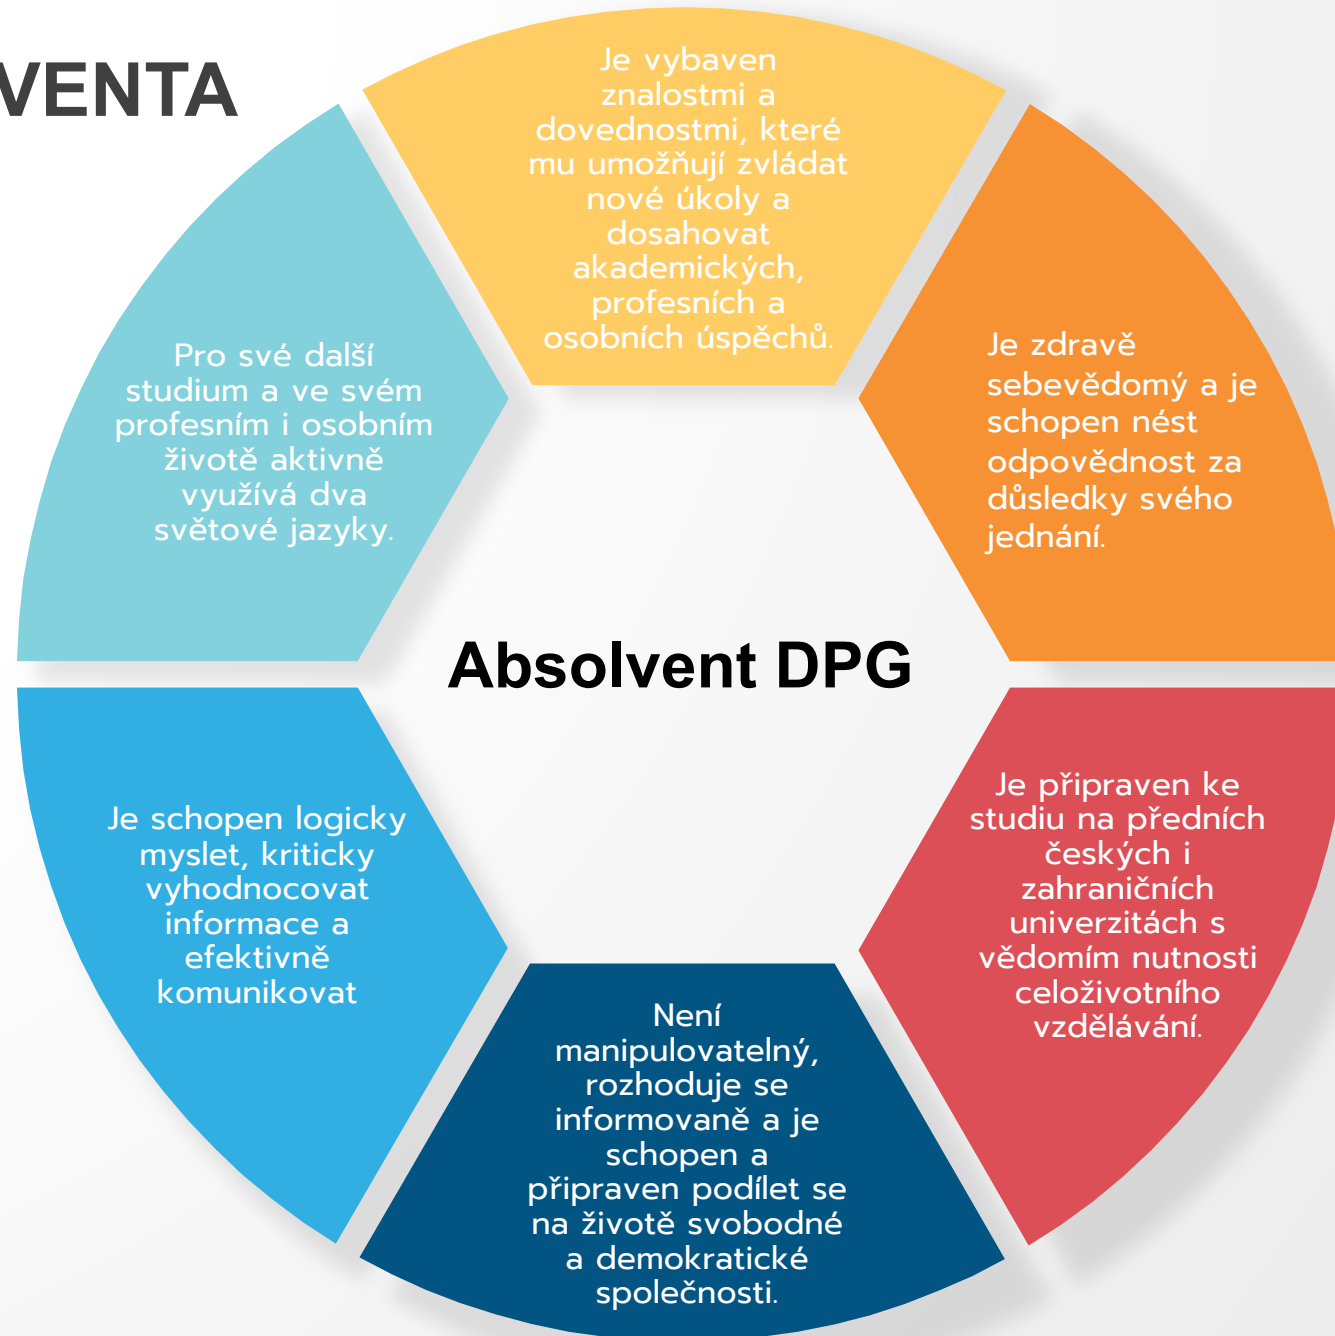 VENTA
Je vybaven
znalostmi a
dovednostmi, které
mu umožňují zvládat
nové úkoly a
dosahovat
akademických,
profesních a
osobních úspěchů.
Je zdravě
sebevědomý a je
schopen nést
odpovědnost za
důsledky svého
jednání.
Je připraven ke
studiu na předních
českých i
zahraničních
univerzitách s
vědomím nutnosti
celoživotního
vzdělávání.
Není
manipulovatelný,
rozhoduje se
informovaně a je
schopen a
připraven podílet se
na životě svobodné
a demokratické
společnosti.
Je schopen logicky
myslet, kriticky
vyhodnocovat
informace a
efektivně
komunikovat
Pro své další
studium a ve svém
profesním i osobním
životě aktivně
využívá dva
světové jazyky.
Absolvent DPG